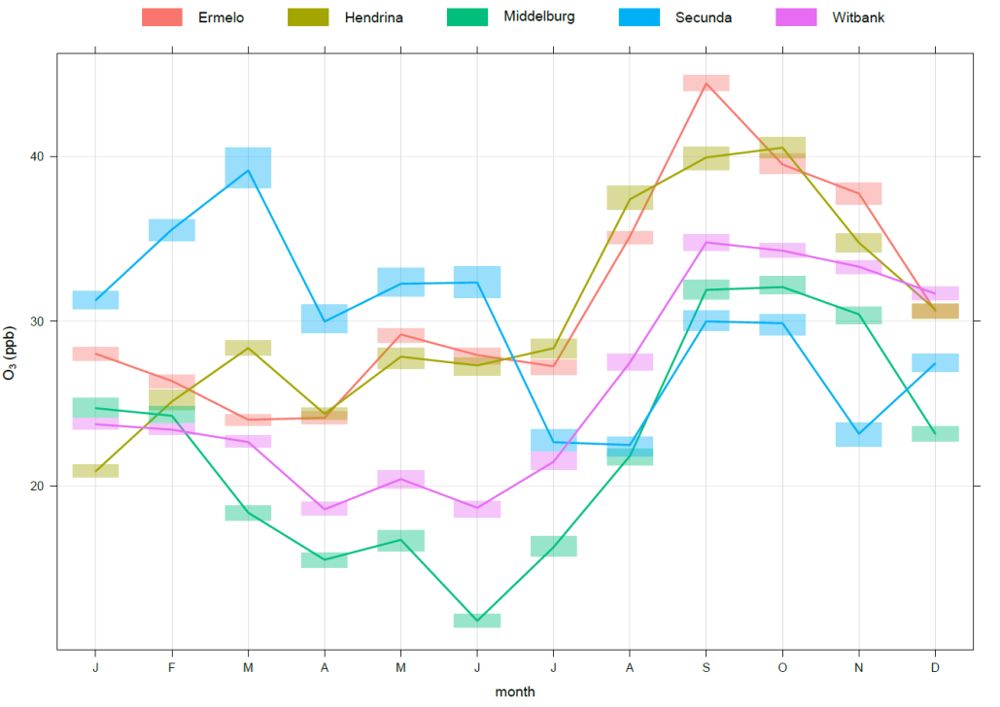 Ermelo Hendrina Middelburg Secunda Witbank
40
30
20
O₃ (ppb)
J F M A M J J A S O N D
month